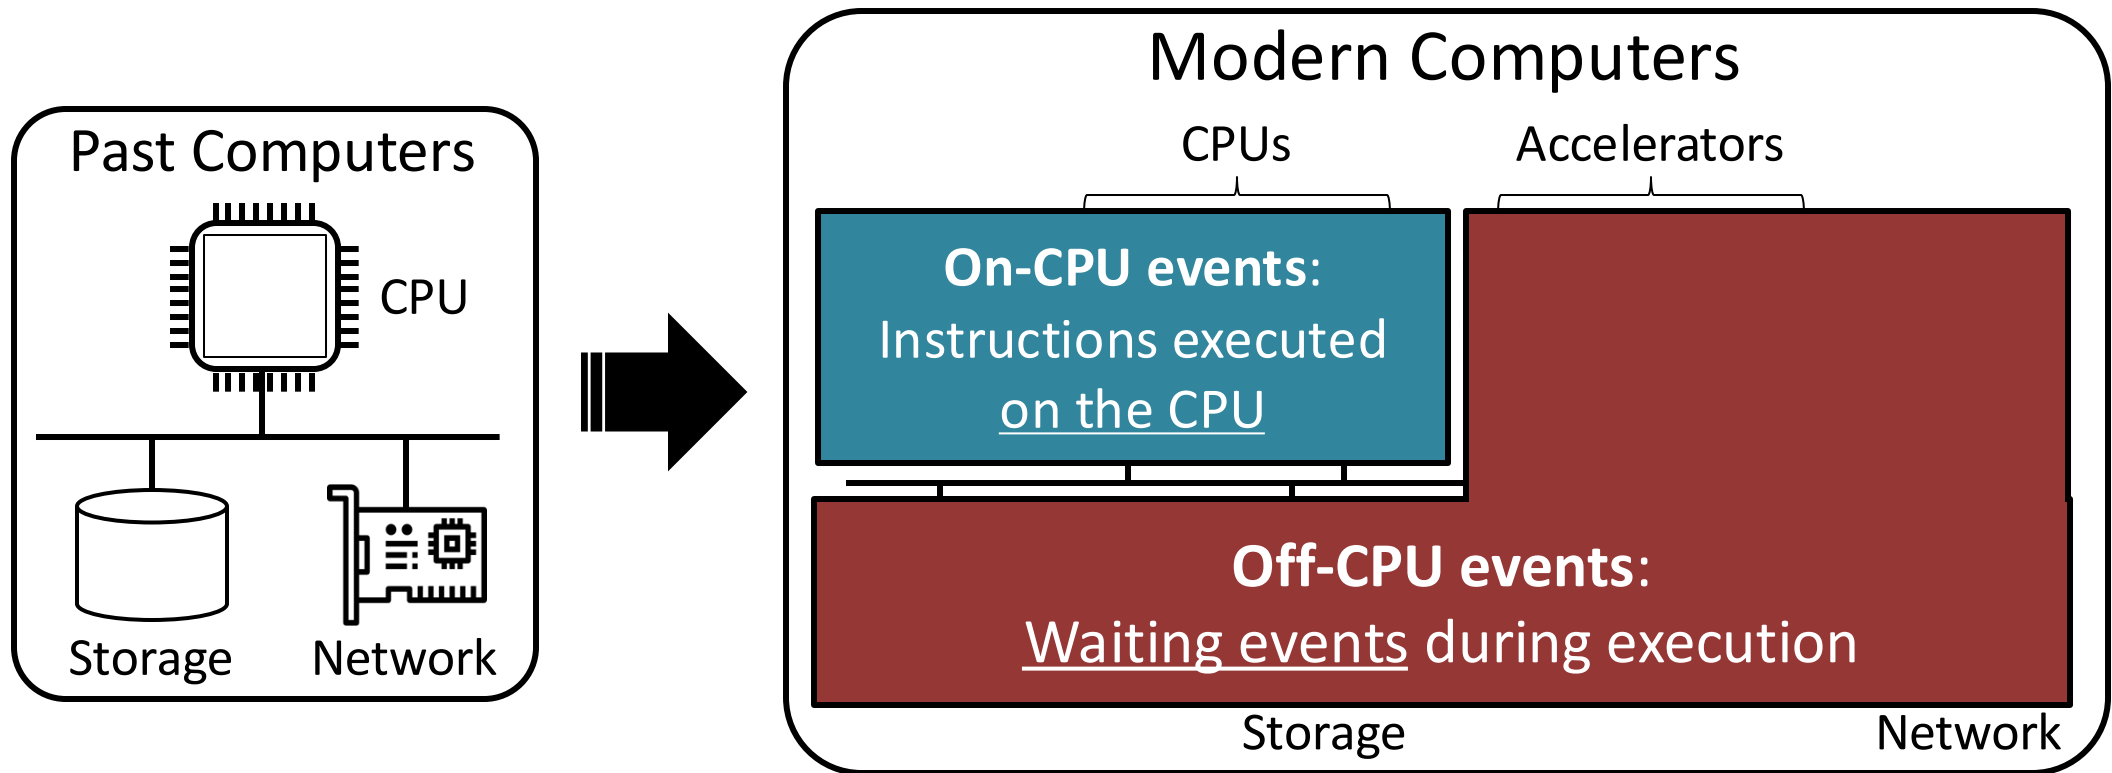 Past Computers
CPU
Storage
Network
Modern Computers
CPUs
Accelerators
On-CPU events:
Instructions executed
on the CPU
Off-CPU events:
Waiting events during execution
Storage
Network